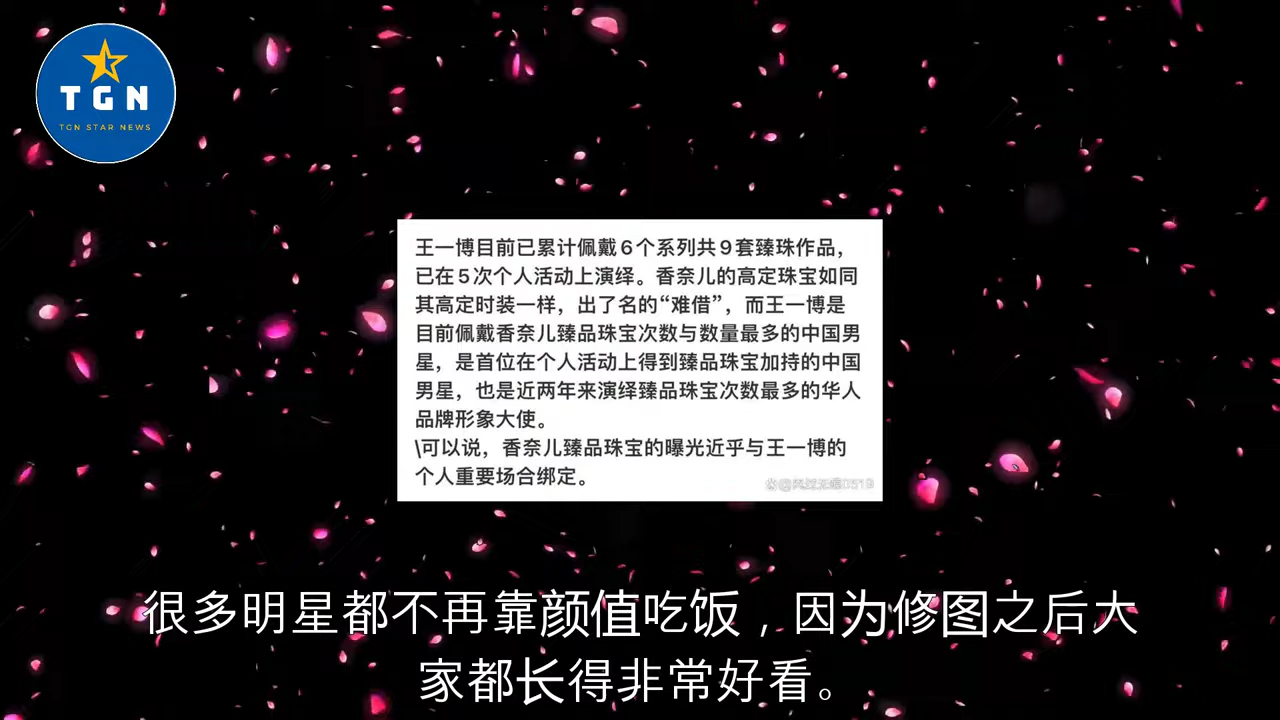 TGN
TGN STAR NEWS
王一博目前已累计佩戴6个系列共9套臻珠作品，
已在5次个人活动上演绎。香奈儿的高定珠宝如同
其高定时装一样，出了名的“难借”，而王一博是
目前佩戴香奈儿臻品珠宝次数与数量最多的中国男
星，是首位在个人活动上得到臻品珠宝加持的中国
男星，也是近两年来演绎臻品珠宝次数最多的华人
品牌形象大使。
\可以说，香奈儿臻品珠宝的曝光近乎与王一博的
个人重要场合绑定。
很多明星都不再靠颜值吃饭，因为修图之后大
家都长得非常好看。